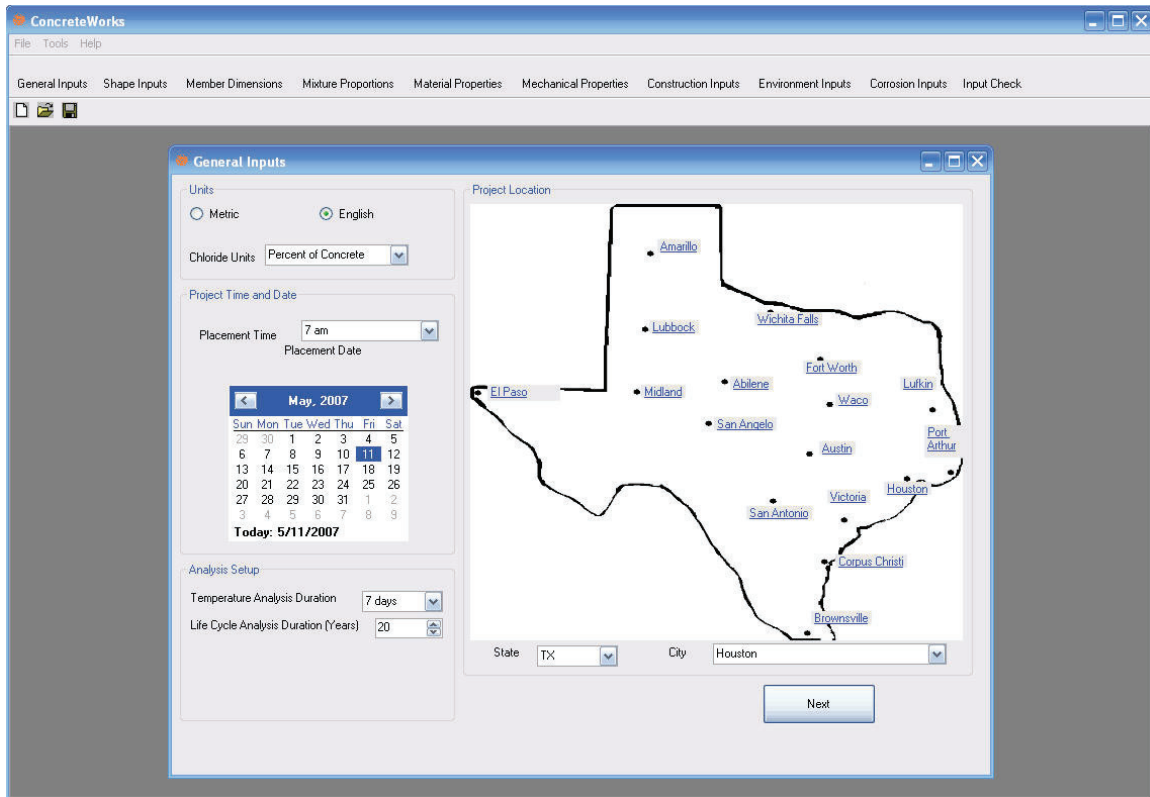 ConcreteWorks
File Tools Help
General Inputs Shape Inputs Member Dimensions Mixture Proportions Material Properties Mechanical Properties Construction Inputs Environment Inputs Corrosion Inputs Input Check
General Inputs
Units
Metric English
Chloride Units Percent of Concrete
Project Time and Date
Placement Time 7 am
Placement Date
May, 2007
Sun Mon Tue Wed Thu Fri Sat
29 30 1 2 3 4 5
6 7 8 9 10 11 12
13 14 15 16 17 18 19
20 21 22 23 24 25 26
27 28 29 30 31 1 2
3 4 5 6 7 8 9
Today: 5/11/2007
Analysis Setup
Temperature Analysis Duration 7 days
Life Cycle Analysis Duration (Years) 20
Project Location
Amarillo
Wichita Falls
Lubbock
Fort Worth
El Paso
Midland
Abilene
Lufkin
Waco
San Angelo
Port
Arthur
Austin
Houston
Victoria
San Antonio
Corpus Christi
Brownsville
State TX City Houston
Next